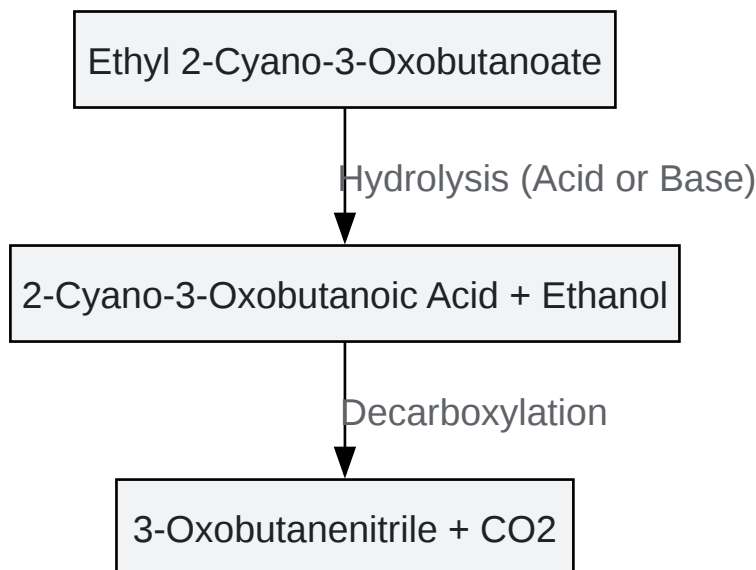 Ethyl 2-Cyano-3-Oxobutanoate
Hydrolysis (Acid or Base)
2-Cyano-3-Oxobutanoic Acid + Ethanol
Decarboxylation
3-Oxobutanenitrile + CO2